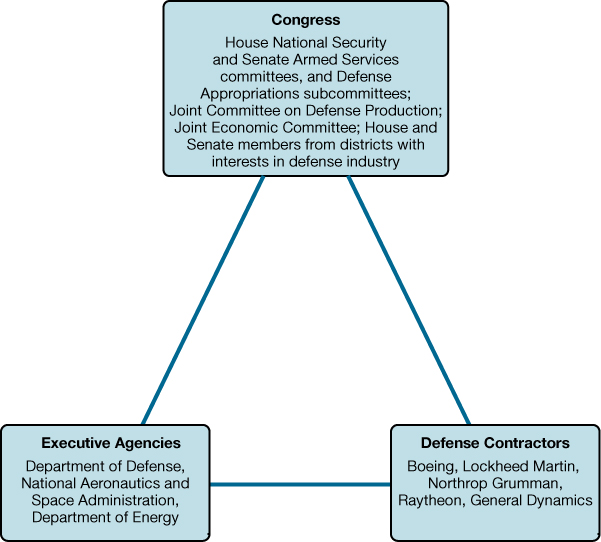 Congress
House National Security
and Senate Armed Services
committees, and Defense
Appropriations subcommittees;
Joint Committee on Defense Production;
Joint Economic Committee; House and
Senate members from districts with
interests in defense industry
Executive Agencies
Department of Defense,
National Aeronautics and
Space Administration,
Department of Energy
Defense Contractors
Boeing, Lockheed Martin,
Northrop Grumman,
Raytheon, General Dynamics